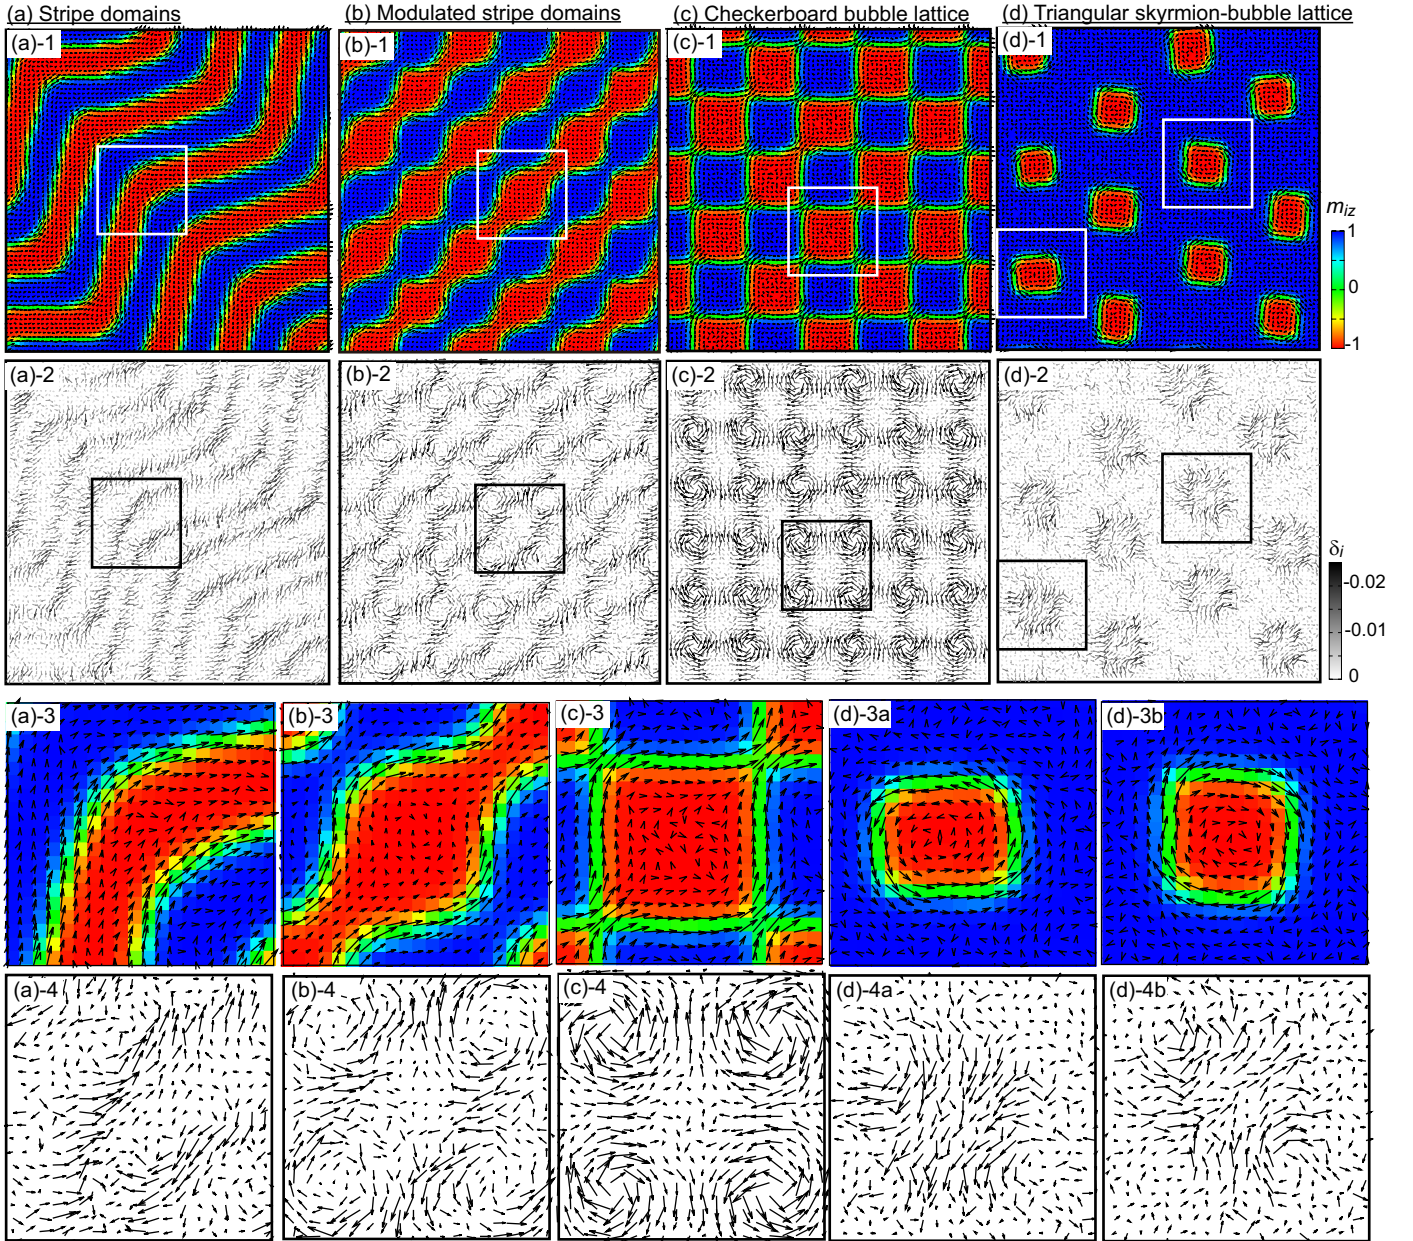 (a) Stripe domains
(b) Modulated stripe domains
(c) Checkerboard bubble lattice
(d) Triangular skyrmion-bubble lattice
(a)-1
(b)-1
(c)-1
(d)-1
m_iz
1
0
-1
(a)-2
(b)-2
(c)-2
(d)-2
δ_i
-0.02
-0.01
0
(a)-3
(b)-3
(c)-3
(d)-3a
(d)-3b
(a)-4
(b)-4
(c)-4
(d)-4a
(d)-4b